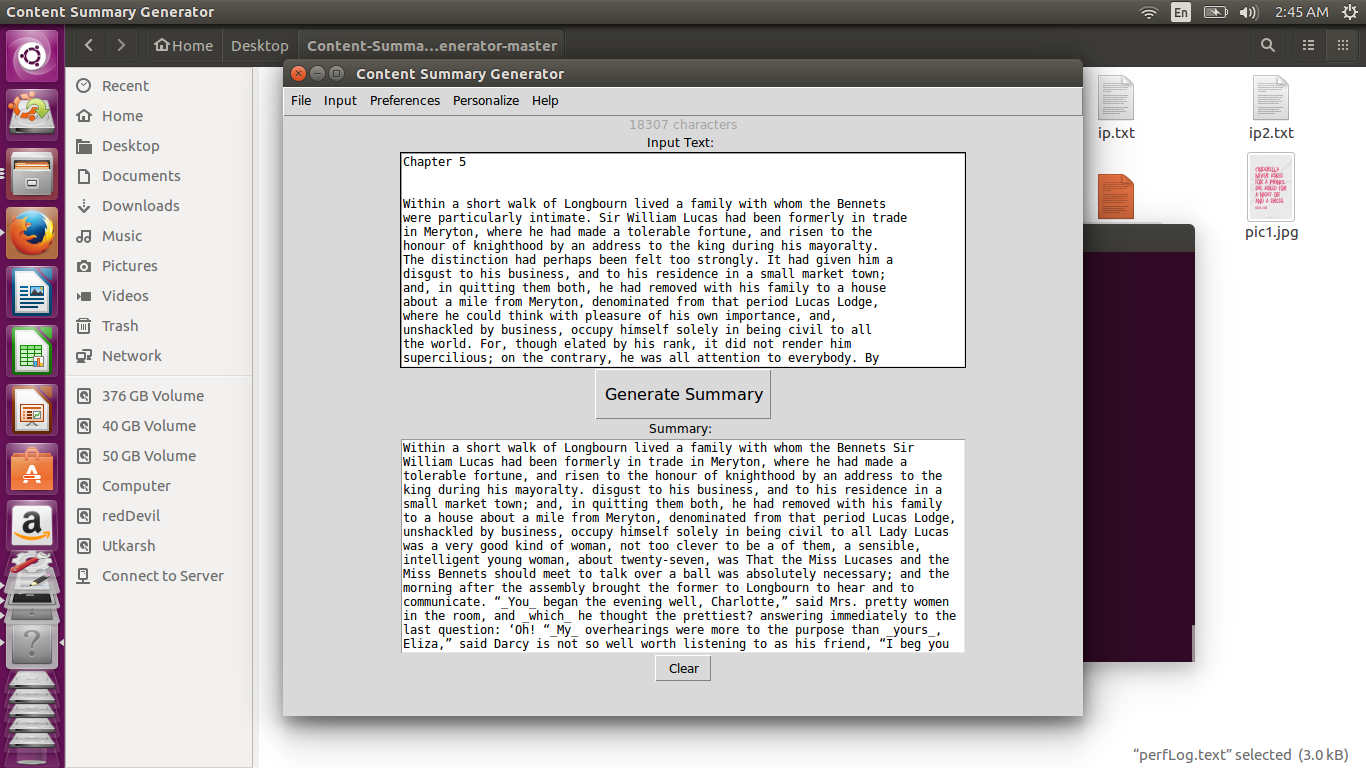 Content Summary Generator
En
2:45 AM
Home
Desktop
Content-Summa...enerator-master
Recent
Home
Desktop
Documents
Downloads
Music
Pictures
Videos
Trash
Network
376 GB Volume
40 GB Volume
50 GB Volume
Computer
redDevil
Utkarsh
Connect to Server
Content Summary Generator
File Input Preferences Personalize Help
18307 characters
Input Text:
Chapter 5
Within a short walk of Longbourn lived a family with whom the Bennets
were particularly intimate. Sir William Lucas had been formerly in trade
in Meryton, where he had made a tolerable fortune, and risen to the
honour of knighthood by an address to the king during his mayoralty.
The distinction had perhaps been felt too strongly. It had given him a
disgust to his business, and to his residence in a small market town;
and, in quitting them both, he had removed with his family to a house
about a mile from Meryton, denominated from that period Lucas Lodge,
where he could think with pleasure of his own importance, and,
unshackled by business, occupy himself solely in being civil to all
the world. For, though elated by his rank, it did not render him
supercilious; on the contrary, he was all attention to everybody. By
Generate Summary
Summary:
Within a short walk of Longbourn lived a family with whom the Bennets Sir
William Lucas had been formerly in trade in Meryton, where he had made a
tolerable fortune, and risen to the honour of knighthood by an address to the
king during his mayoralty. disgust to his business, and to his residence in a
small market town; and, in quitting them both, he had removed with his family
to a house about a mile from Meryton, denominated from that period Lucas Lodge,
unshackled by business, occupy himself solely in being civil to all Lady Lucas
was a very good kind of woman, not too clever to be a of them, a sensible,
intelligent young woman, about twenty-seven, was That the Miss Lucases and the
Miss Bennets should meet to talk over a ball was absolutely necessary; and the
morning after the assembly brought the former to Longbourn to hear and to
communicate. “_You_ began the evening well, Charlotte,” said Mrs. pretty women
in the room, and _which_ he thought the prettiest? answering immediately to the
last question: ‘Oh! “_My_ overhearings were more to the purpose than _yours_,
Eliza,” said Darcy is not so well worth listening to as his friend, “I beg you
Clear
ip.txt
ip2.txt
CINDERELLA
NEVER ASKED
FOR A PRINCE.
pic1.jpg
“perfLog.text” selected (3.0 kB)